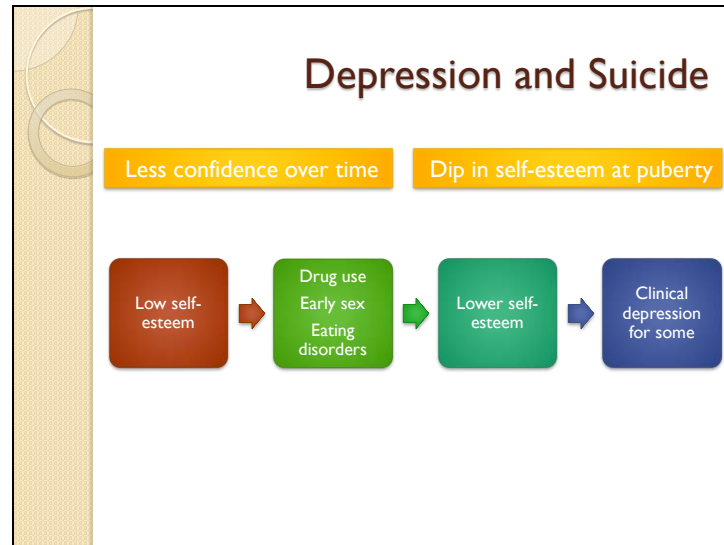 Depression and Suicide
Less confidence over time
Dip in self-esteem at puberty
Low self-
esteem
Drug use
Early sex
Eating
disorders
Lower self-
esteem
Clinical
depression
for some